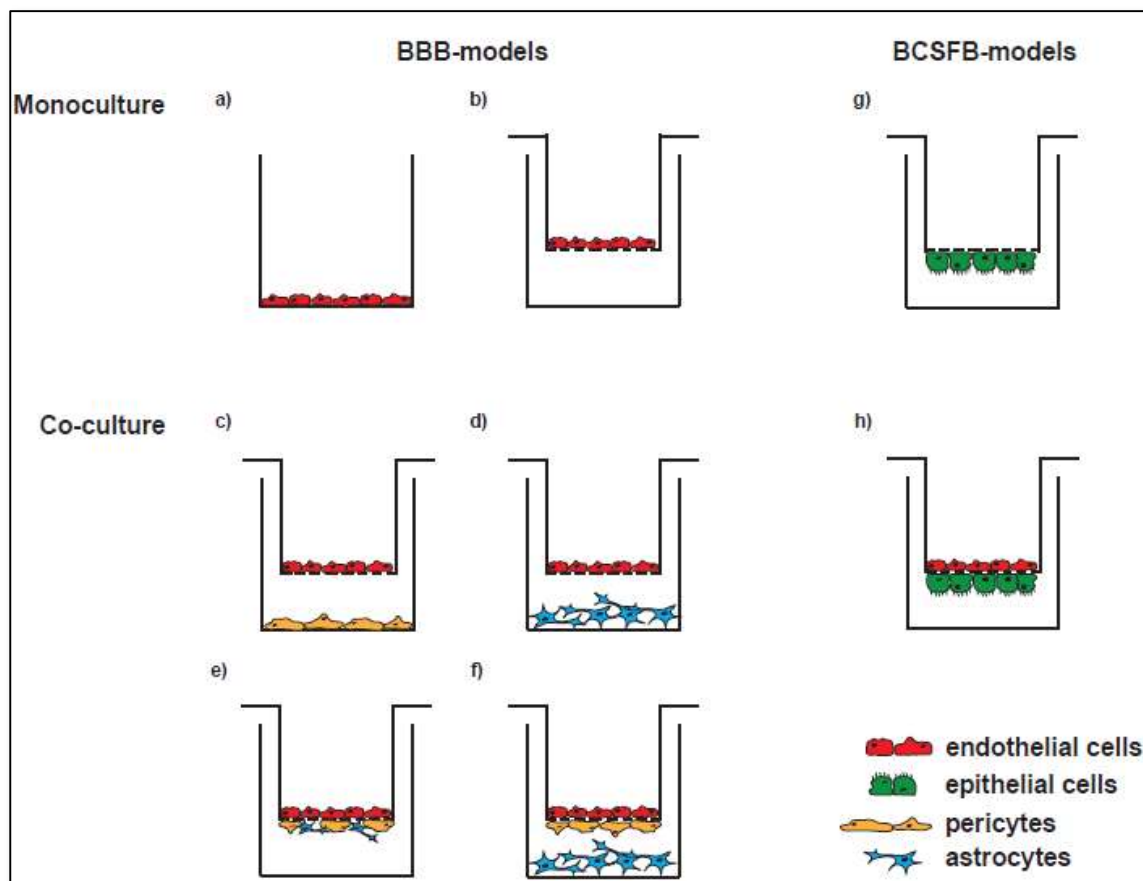 BBB-models BCSFB-models
Monoculture a) b) g)
Co-culture c) d) h)
e) f)
endothelial cells
epithelial cells
pericytes
astrocytes